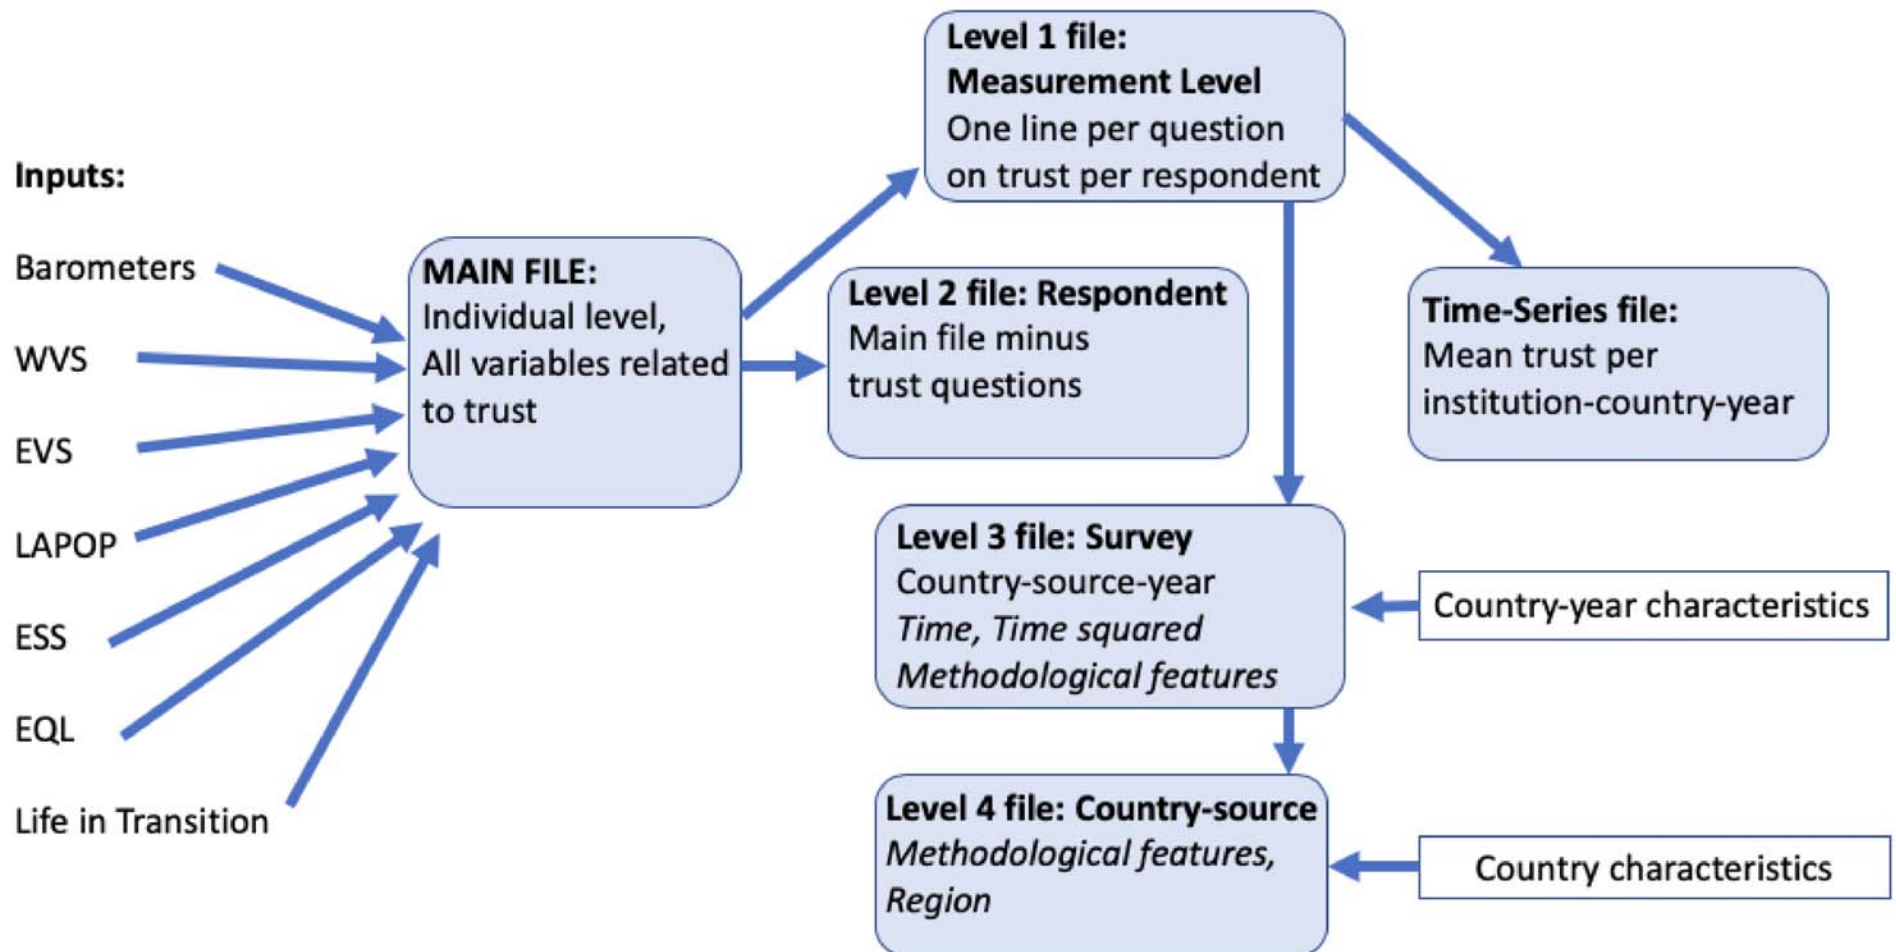 Inputs:
Barometers
WVS
EVS
LAPOP
ESS
EQL
Life in Transition
MAIN FILE:
Individual level,
All variables related
to trust
Level 1 file:
Measurement Level
One line per question
on trust per respondent
Level 2 file: Respondent
Main file minus
trust questions
Time-Series file:
Mean trust per
institution-country-year
Level 3 file: Survey
Country-source-year
Time, Time squared
Methodological features
Country-year characteristics
Level 4 file: Country-source
Methodological features,
Region
Country characteristics